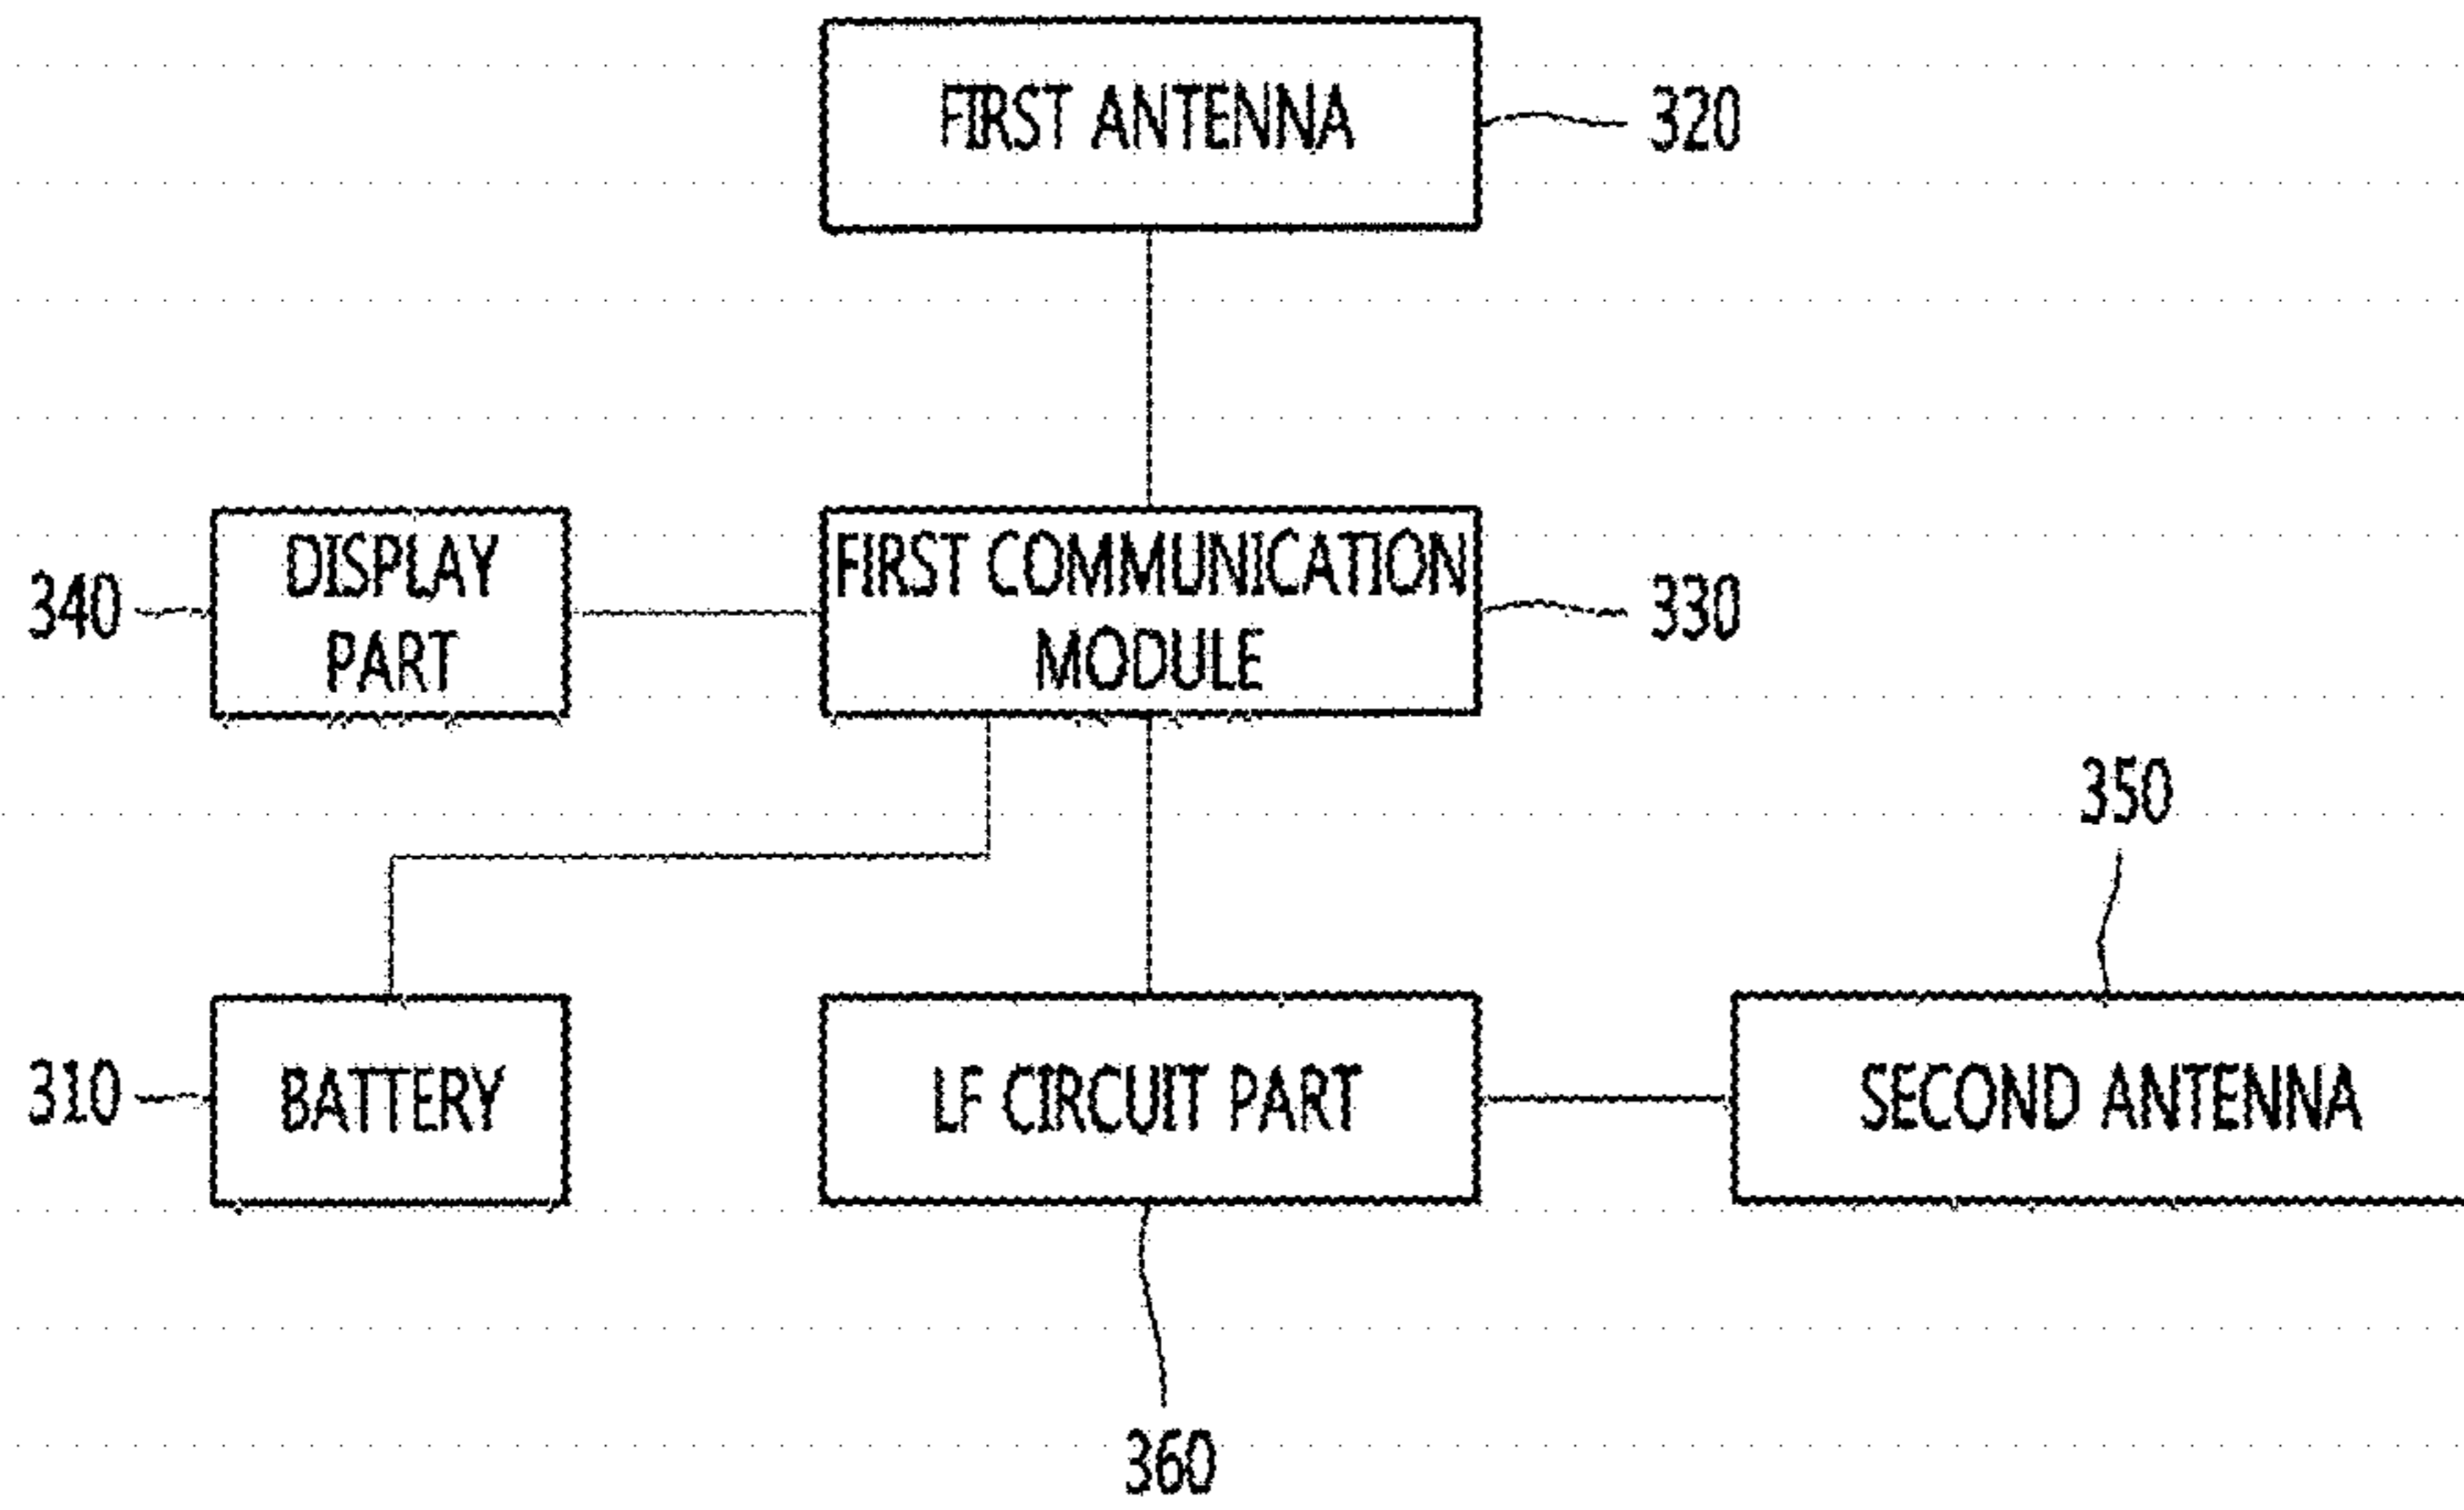 FIRST ANTENNA
320
DISPLAY
PART
340
FIRST COMMUNICATION
MODULE
330
350
310
BATTERY
LF CIRCUIT PART
SECOND ANTENNA
360